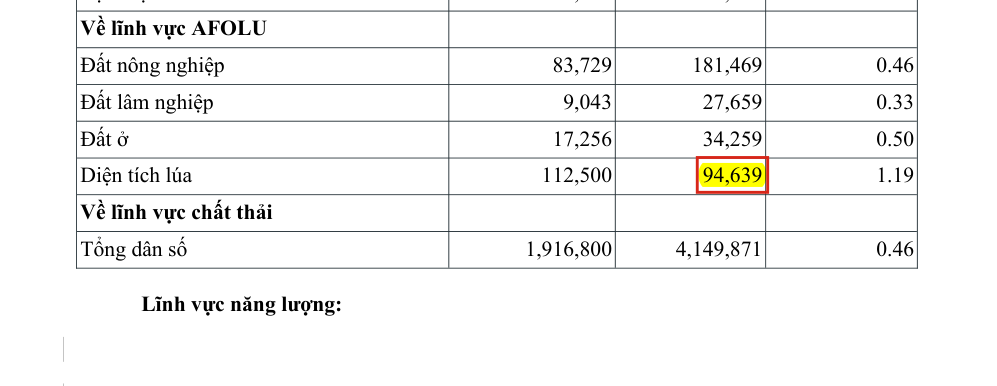 Về lĩnh vực AFOLU
Đất nông nghiệp 83,729 181,469 0.46
Đất lâm nghiệp 9,043 27,659 0.33
Đất ở 17,256 34,259 0.50
Diện tích lúa 112,500 94,639 1.19
Về lĩnh vực chất thải
Tổng dân số 1,916,800 4,149,871 0.46
Lĩnh vực năng lượng: